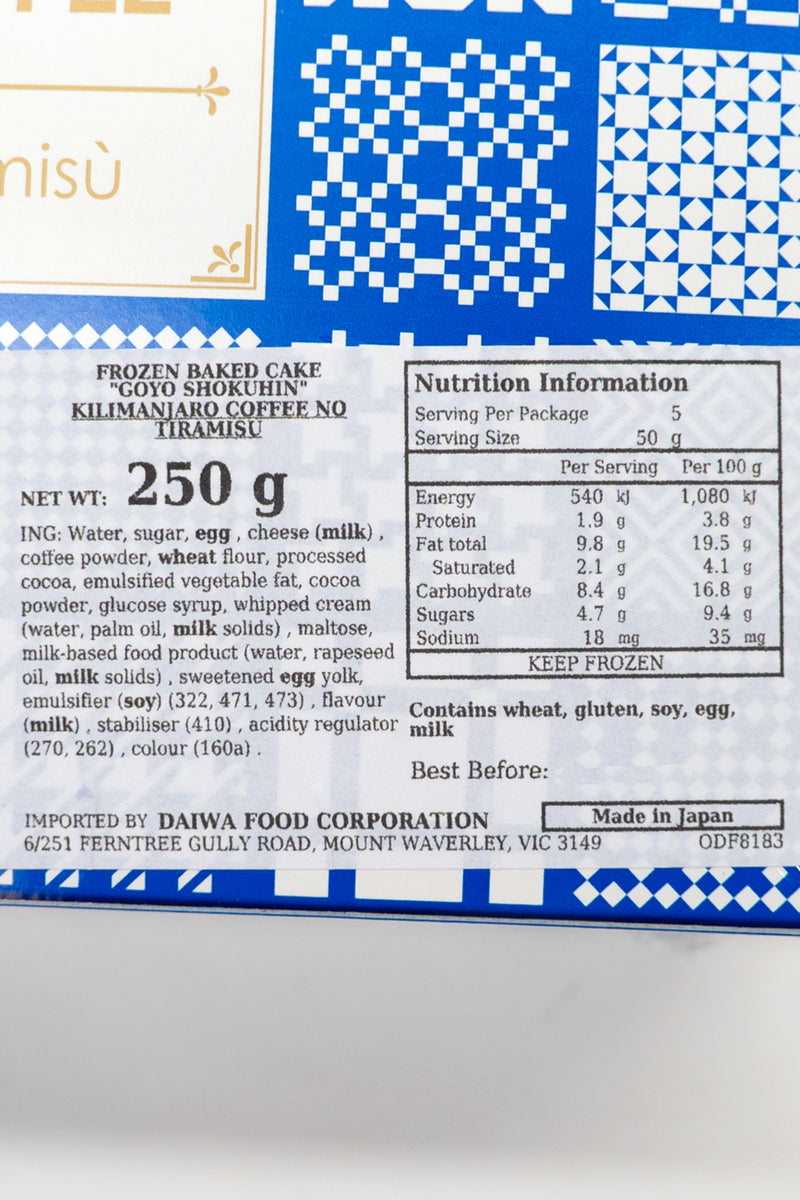 misù
FROZEN BAKED CAKE
"GOYO SHOKUHIN"
KILIMANJARO COFFEE NO
TIRAMISU
NET WT: 250 g
ING: Water, sugar, egg , cheese (milk) ,
coffee powder, wheat flour, processed
cocoa, emulsified vegetable fat, cocoa
powder, glucose syrup, whipped cream
(water, palm oil, milk solids) , maltose,
milk-based food product (water, rapeseed
oil, milk solids) , sweetened egg yolk,
emulsifier (soy) (322, 471, 473) , flavour
(milk) , stabiliser (410) , acidity regulator
(270, 262) , colour (160a) .
Nutrition Information
Serving Per Package 5
Serving Size 50 g
Per Serving Per 100 g
Energy 540 kJ 1,080 kJ
Protein 1.9 g 3.8 g
Fat total 9.8 g 19.5 g
Saturated 2.1 g 4.1 g
Carbohydrate 8.4 g 16.8 g
Sugars 4.7 g 9.4 g
Sodium 18 mg 35 mg
KEEP FROZEN
Contains wheat, gluten, soy, egg,
milk
Best Before:
IMPORTED BY DAIWA FOOD CORPORATION
Made in Japan
6/251 FERNTREE GULLY ROAD, MOUNT WAVERLEY, VIC 3149
ODF8183